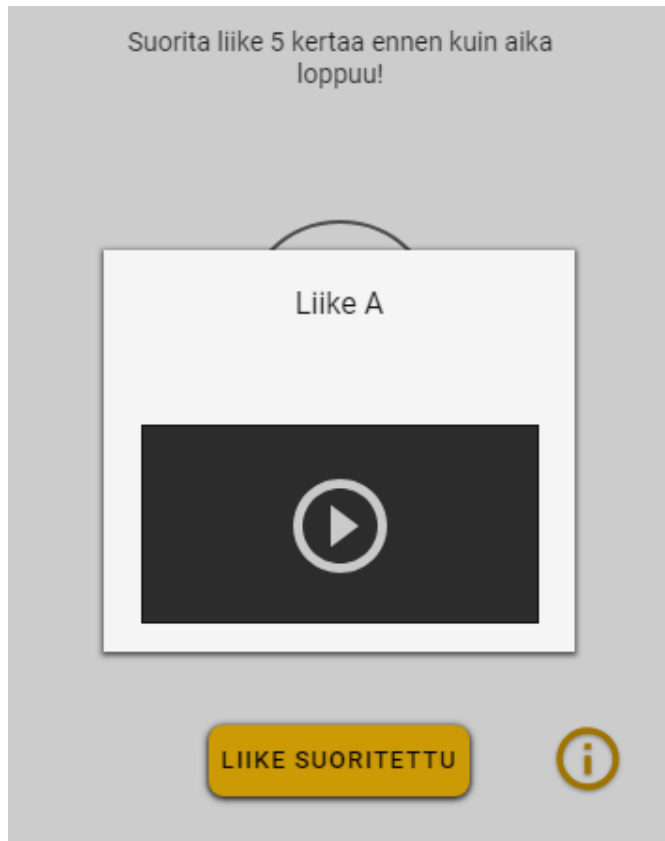 Suorita liike 5 kertaa ennen kuin aika
loppuu!
Liike A
LIIKE SUORITETTU